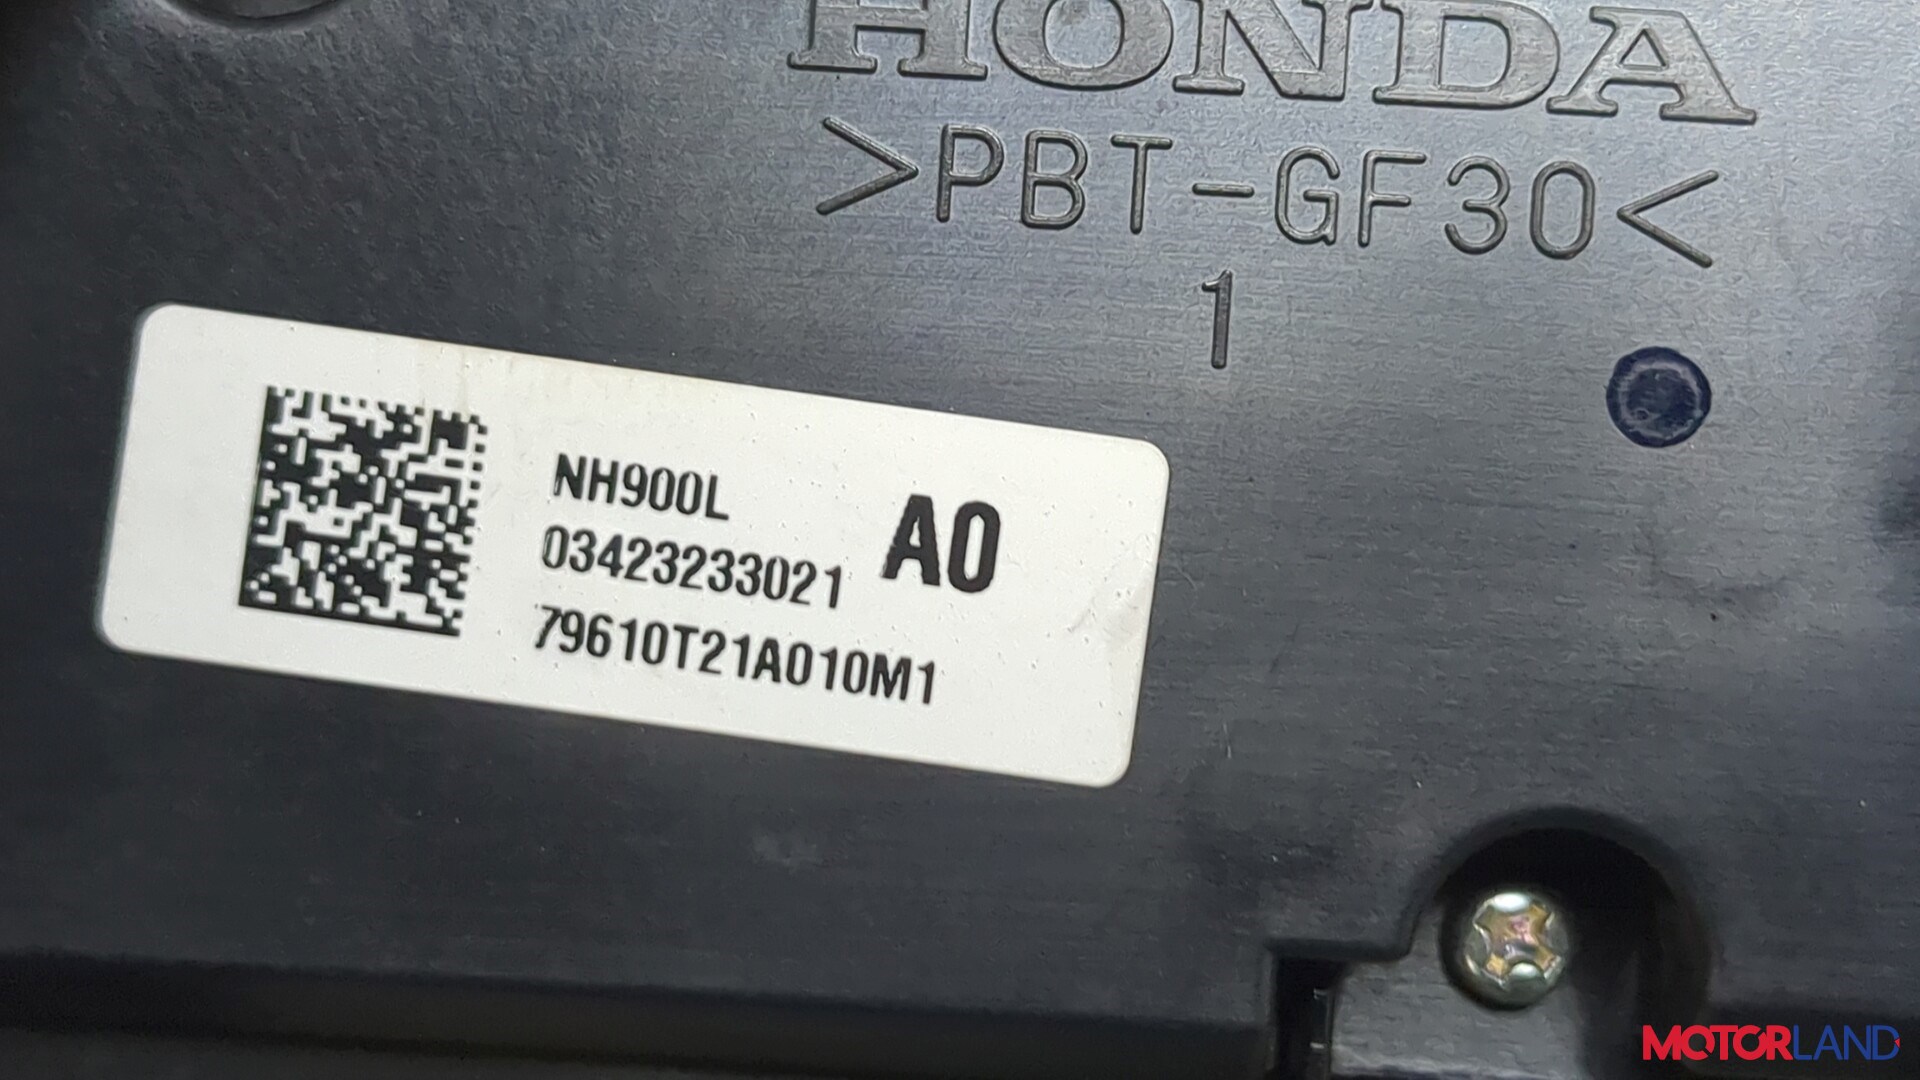 HONDA
>PBT-GF30<
1
NH900L
03423233021
A0
79610T21A010M1
MOTORLAND